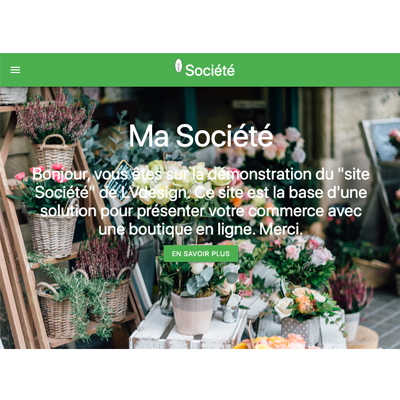 Société
Ma Société
Bonjour, vous êtes sur la démonstration du "site
Société" de LVdesign. Ce site est la base d'une
solution pour présenter votre commerce avec
une boutique en ligne. Merci.
EN SAVOIR PLUS